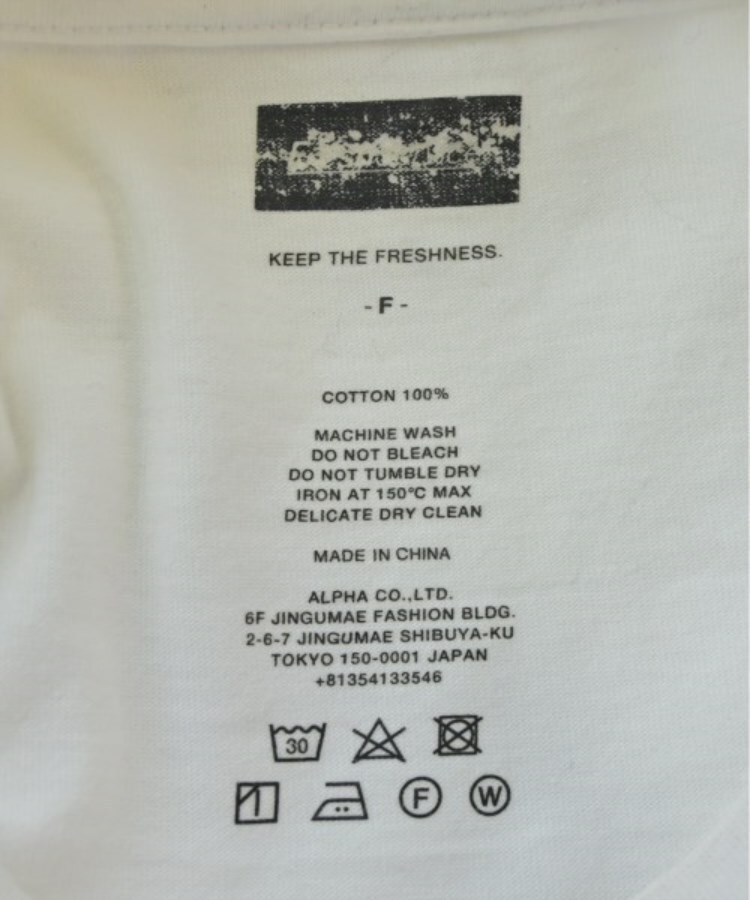 KEEP THE FRESHNESS.
- F -
COTTON 100%
MACHINE WASH
DO NOT BLEACH
DO NOT TUMBLE DRY
IRON AT 150°C MAX
DELICATE DRY CLEAN
MADE IN CHINA
ALPHA CO.,LTD.
6F JINGUMAE FASHION BLDG.
2-6-7 JINGUMAE SHIBUYA-KU
TOKYO 150-0001 JAPAN
+81354133546
30
F W